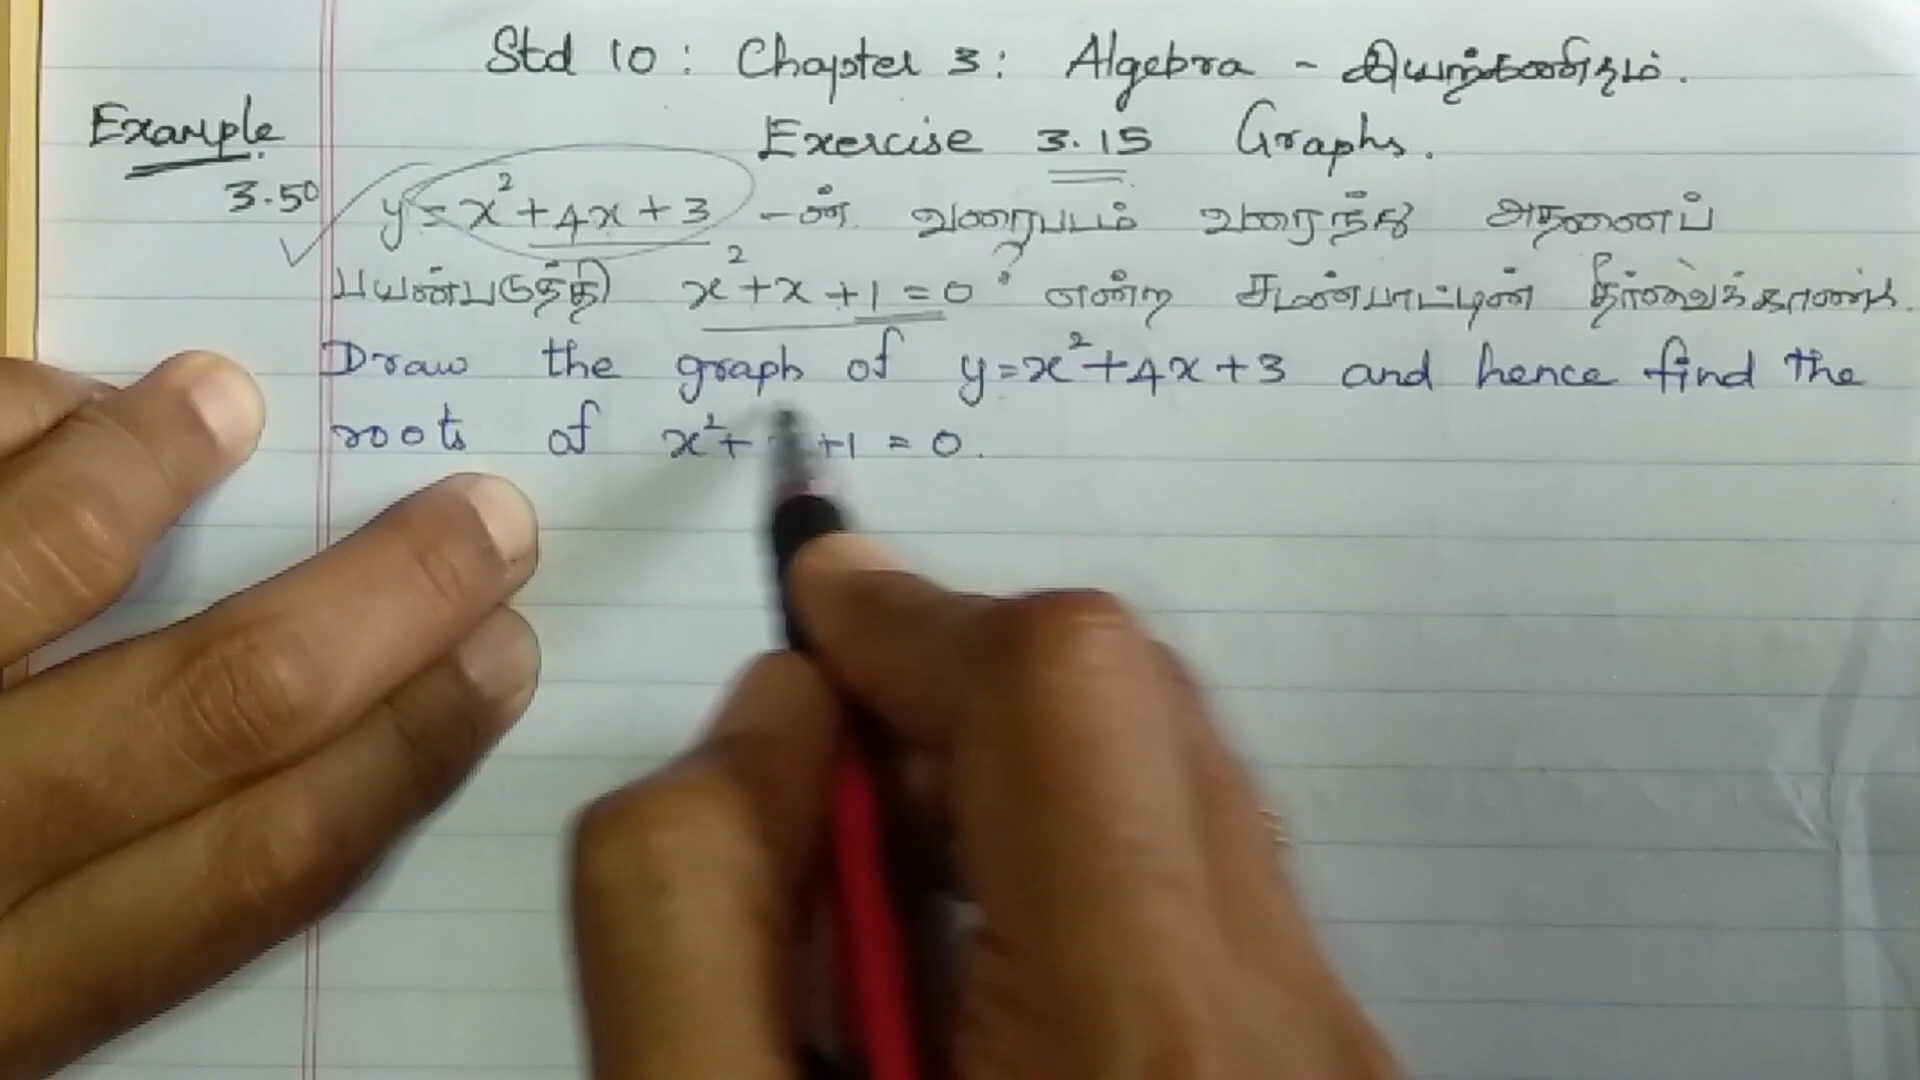 Std 10 : Chapter 3 : Algebra - இயற்கணிதம்.
Example
Exercise 3.15 Graphs.
3.50 y = x²+4x+3 -ன் வரைபடம் வரைந்து அதனைப்
பயன்படுத்தி x²+x+1=0 ? என்ற சமன்பாட்டின் தீர்வைக்காண்க.
Draw the graph of y=x²+4x+3 and hence find the
roots of x²+ +1 = 0.